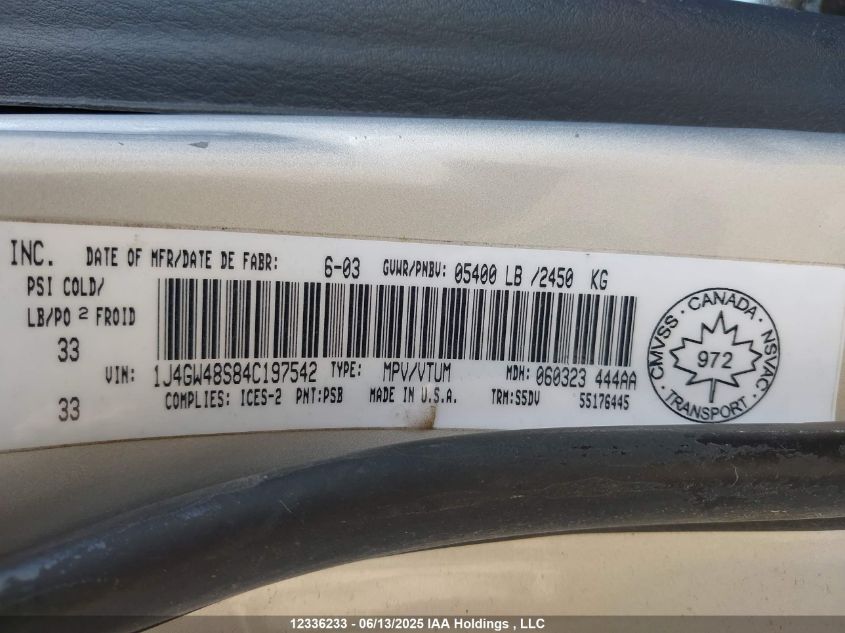 INC. DATE OF MFR/DATE DE FABR: 6-03 GVWR/PNBV: 05400 LB /2450 KG
PSI COLD/
LB/PO 2 FROID
33
33
VIN: 1J4GW48S84C197542 TYPE: MPV/VTUM MDH: 060323 444AA
COMPLIES: ICES-2 PNT:PSB MADE IN U.S.A. TRM:S5DV 55176445
CMVSS · CANADA · NSVAC
972
· TRANSPORT ·
12336233 - 06/13/2025 IAA Holdings , LLC